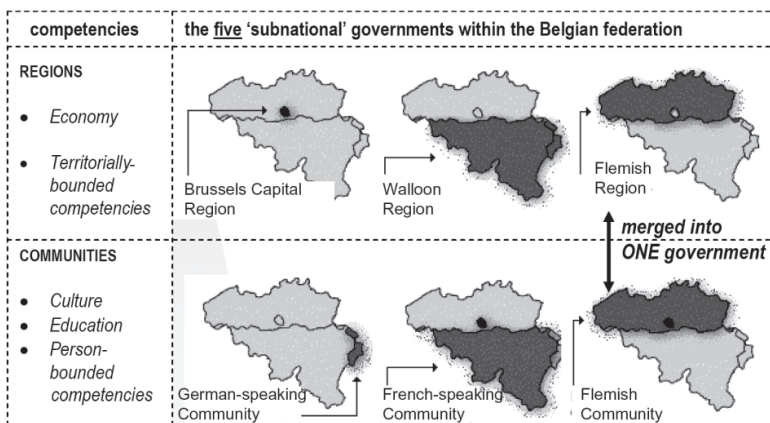 competencies
the five ‘subnational’ governments within the Belgian federation
REGIONS
● Economy
● Territorially-
bounded
competencies
Brussels Capital
Region
Walloon
Region
Flemish
Region
merged into
ONE government
COMMUNITIES
● Culture
● Education
● Person-
bounded
competencies
German-speaking
Community
French-speaking
Community
Flemish
Community